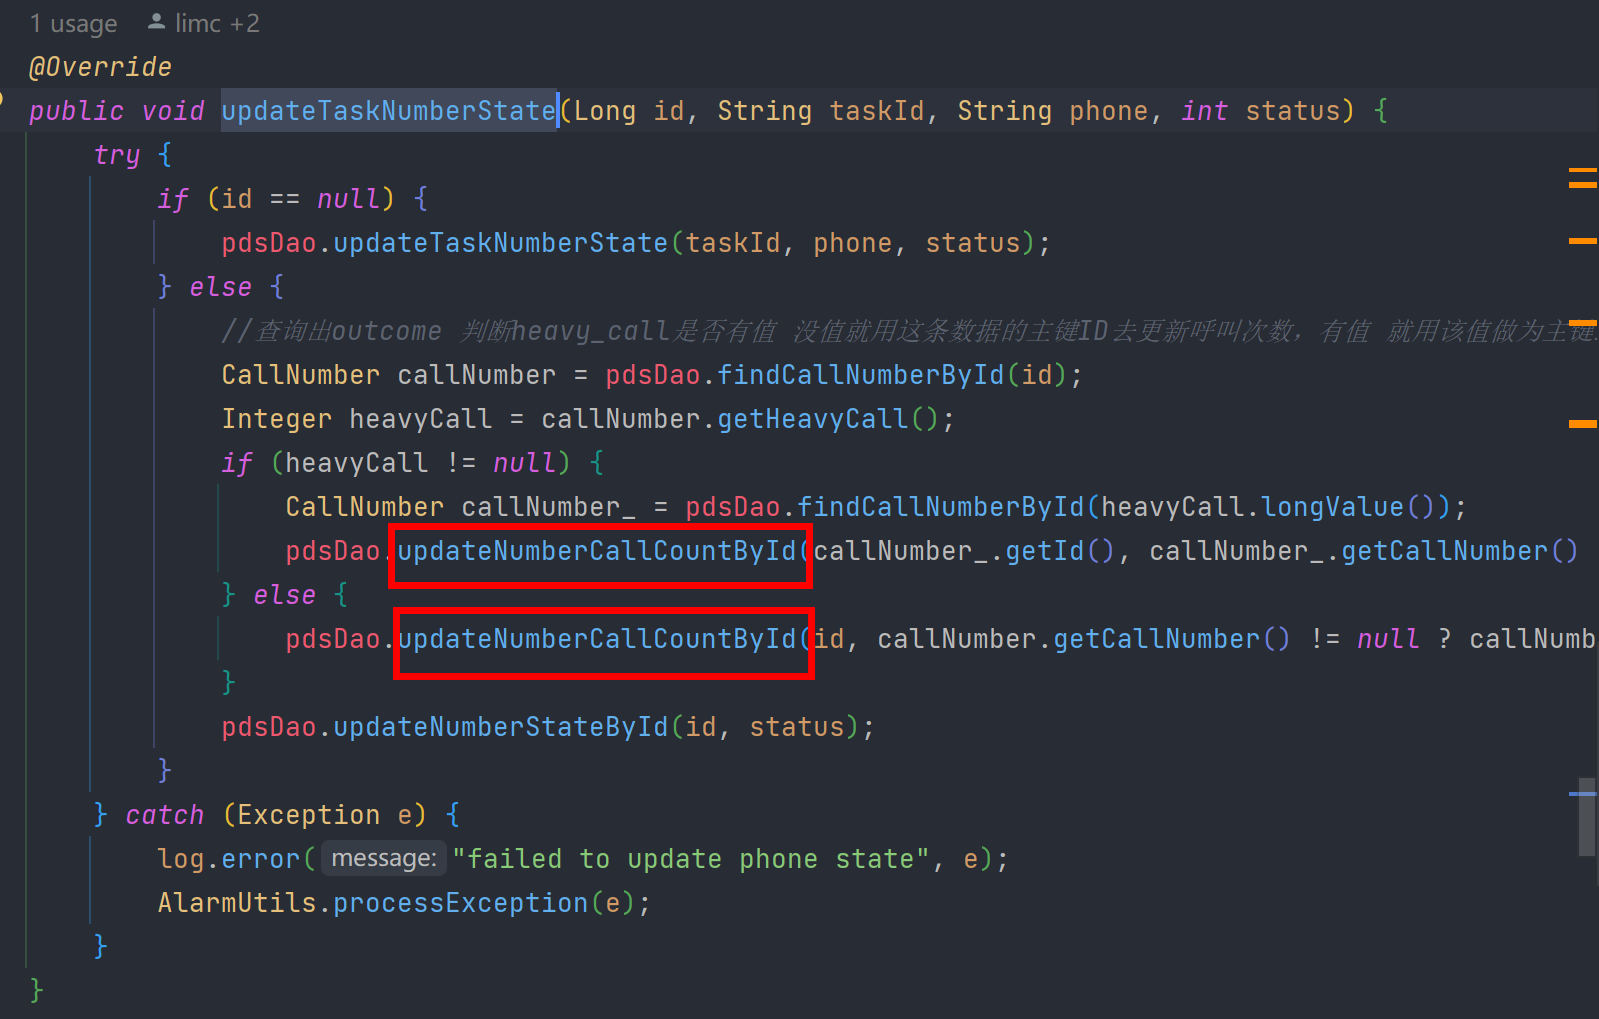 1 usage limc +2
@Override
public void updateTaskNumberState(Long id, String taskId, String phone, int status) {
try {
if (id == null) {
pdsDao.updateTaskNumberState(taskId, phone, status);
} else {
//查询出outcome 判断heavy_call是否有值 没值就用这条数据的主键ID去更新呼叫次数，有值 就用该值做为主键
CallNumber callNumber = pdsDao.findCallNumberById(id);
Integer heavyCall = callNumber.getHeavyCall();
if (heavyCall != null) {
CallNumber callNumber_ = pdsDao.findCallNumberById(heavyCall.longValue());
pdsDao.updateNumberCallCountById(callNumber_.getId(), callNumber_.getCallNumber()
} else {
pdsDao.updateNumberCallCountById(id, callNumber.getCallNumber() != null ? callNumb
}
pdsDao.updateNumberStateById(id, status);
}
} catch (Exception e) {
log.error( message: "failed to update phone state", e);
AlarmUtils.processException(e);
}
}